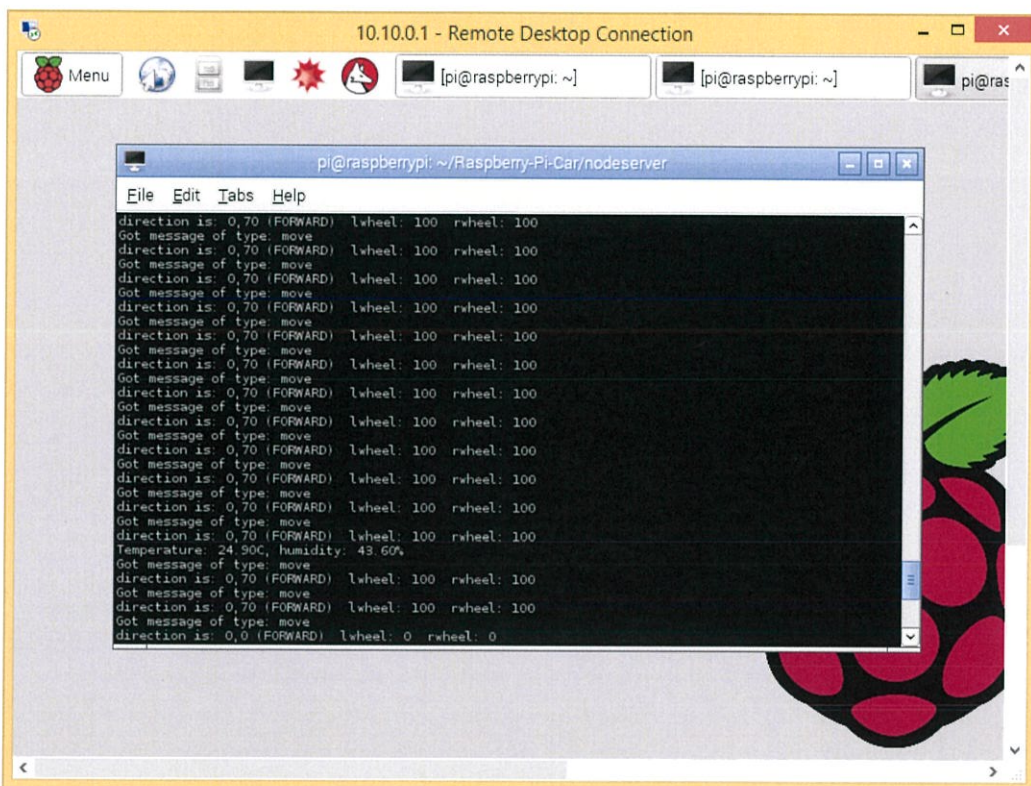 10.10.0.1 - Remote Desktop Connection
Menu
[pi@raspberrypi: ~]
[pi@raspberrypi: ~]
pi@ras
pi@raspberrypi: ~/Raspberry-Pi-Car/nodeserver
File Edit Tabs Help
direction is: 0,70 (FORWARD) lwheel: 100 rwheel: 100
Got message of type: move
direction is: 0,70 (FORWARD) lwheel: 100 rwheel: 100
Got message of type: move
direction is: 0,70 (FORWARD) lwheel: 100 rwheel: 100
Got message of type: move
direction is: 0,70 (FORWARD) lwheel: 100 rwheel: 100
Got message of type: move
direction is: 0,70 (FORWARD) lwheel: 100 rwheel: 100
Got message of type: move
direction is: 0,70 (FORWARD) lwheel: 100 rwheel: 100
Got message of type: move
direction is: 0,70 (FORWARD) lwheel: 100 rwheel: 100
Got message of type: move
direction is: 0,70 (FORWARD) lwheel: 100 rwheel: 100
Got message of type: move
direction is: 0,70 (FORWARD) lwheel: 100 rwheel: 100
Got message of type: move
direction is: 0,70 (FORWARD) lwheel: 100 rwheel: 100
Got message of type: move
direction is: 0,70 (FORWARD) lwheel: 100 rwheel: 100
Got message of type: move
direction is: 0,70 (FORWARD) lwheel: 100 rwheel: 100
Temperature: 24.90C, humidity: 43.60%
Got message of type: move
direction is: 0,70 (FORWARD) lwheel: 100 rwheel: 100
Got message of type: move
direction is: 0,70 (FORWARD) lwheel: 100 rwheel: 100
Got message of type: move
direction is: 0,0 (FORWARD) lwheel: 0 rwheel: 0